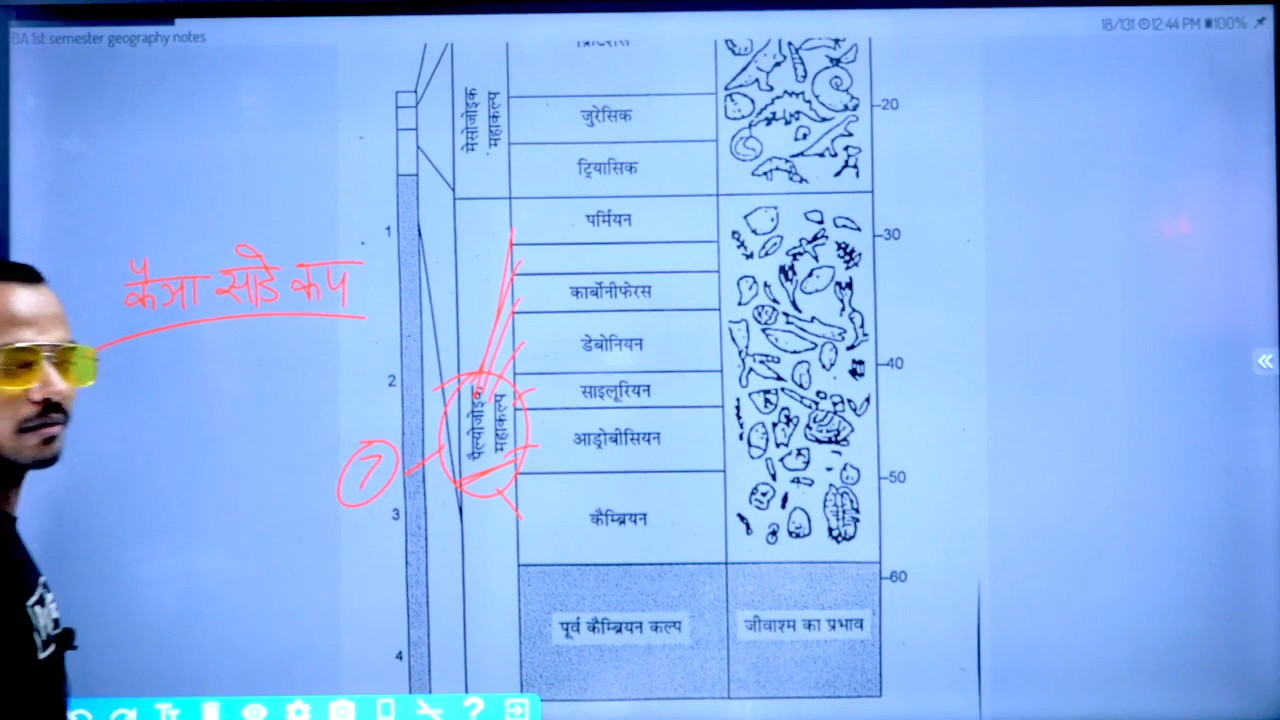 BA 1st semester geography notes
18/131 12:44 PM 100%
मेसोजोइक
महाकल्प
जुरेसिक
ट्रियासिक
20
पर्मियन
कार्बोनीफेरस
डेबोनियन
साइलूरियन
आड्रोबीसियन
कैम्ब्रियन
पैल्योजोइक
महाकल्प
30
40
50
60
1
2
3
4
कैआ साडे कप
7
पूर्व कैम्ब्रियन कल्प
जीवाश्म का प्रभाव